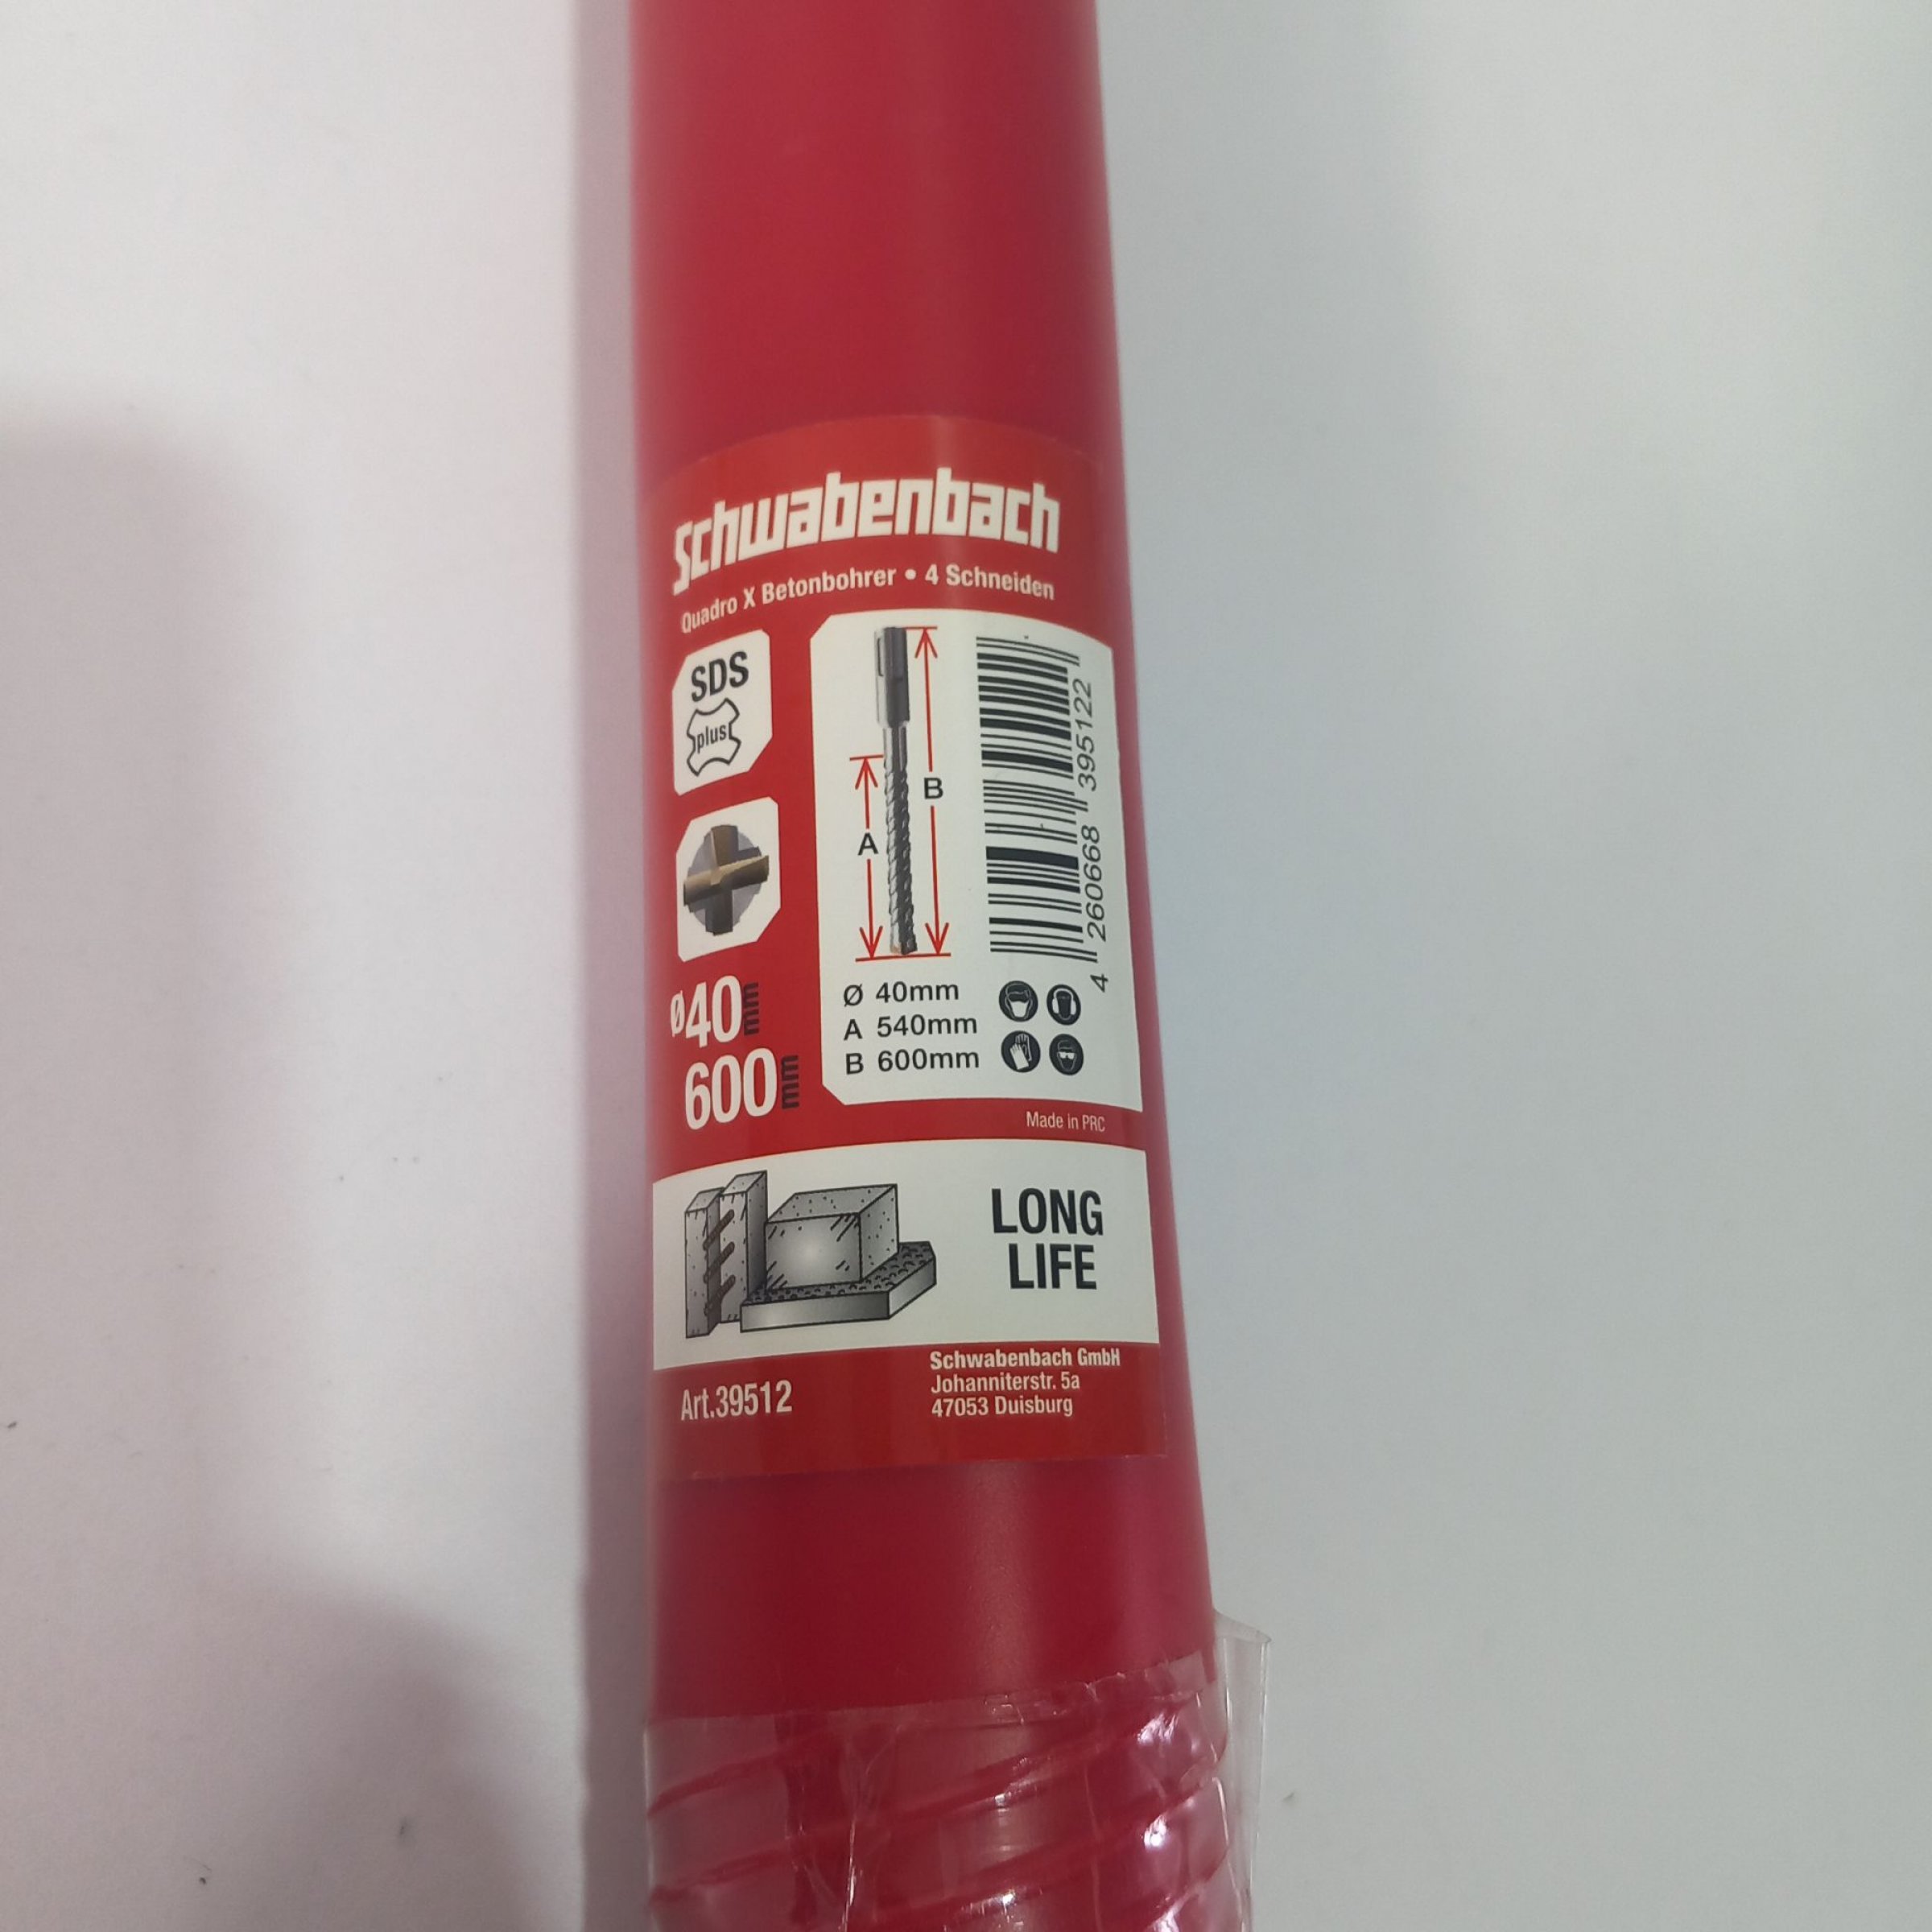 Schwabenbach
Quadro X Betonbohrer • 4 Schneiden
SDS
plus
A
B
4 260668 395122
ø40mm
600mm
Ø 40mm
A 540mm
B 600mm
Made in PRC
LONG
LIFE
Art.39512
Schwabenbach GmbH
Johanniterstr. 5a
47053 Duisburg